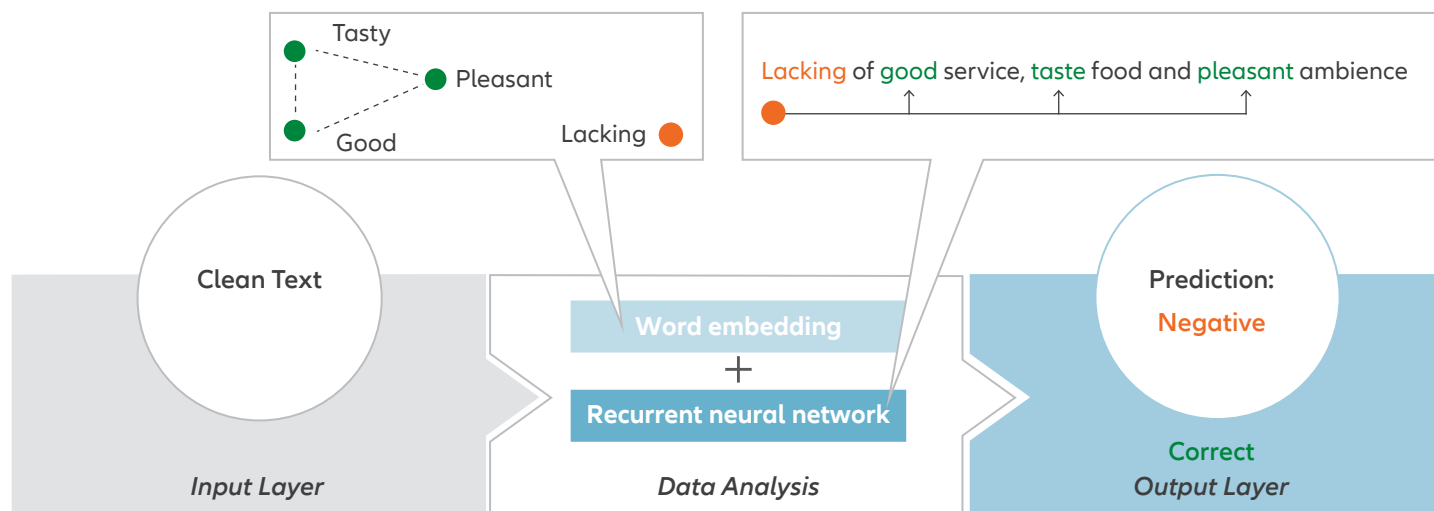 Tasty
Pleasant
Good
Lacking
Lacking of good service, taste food and pleasant ambience
Clean Text
Input Layer
Word embedding
+
Recurrent neural network
Data Analysis
Prediction:
Negative
Correct
Output Layer